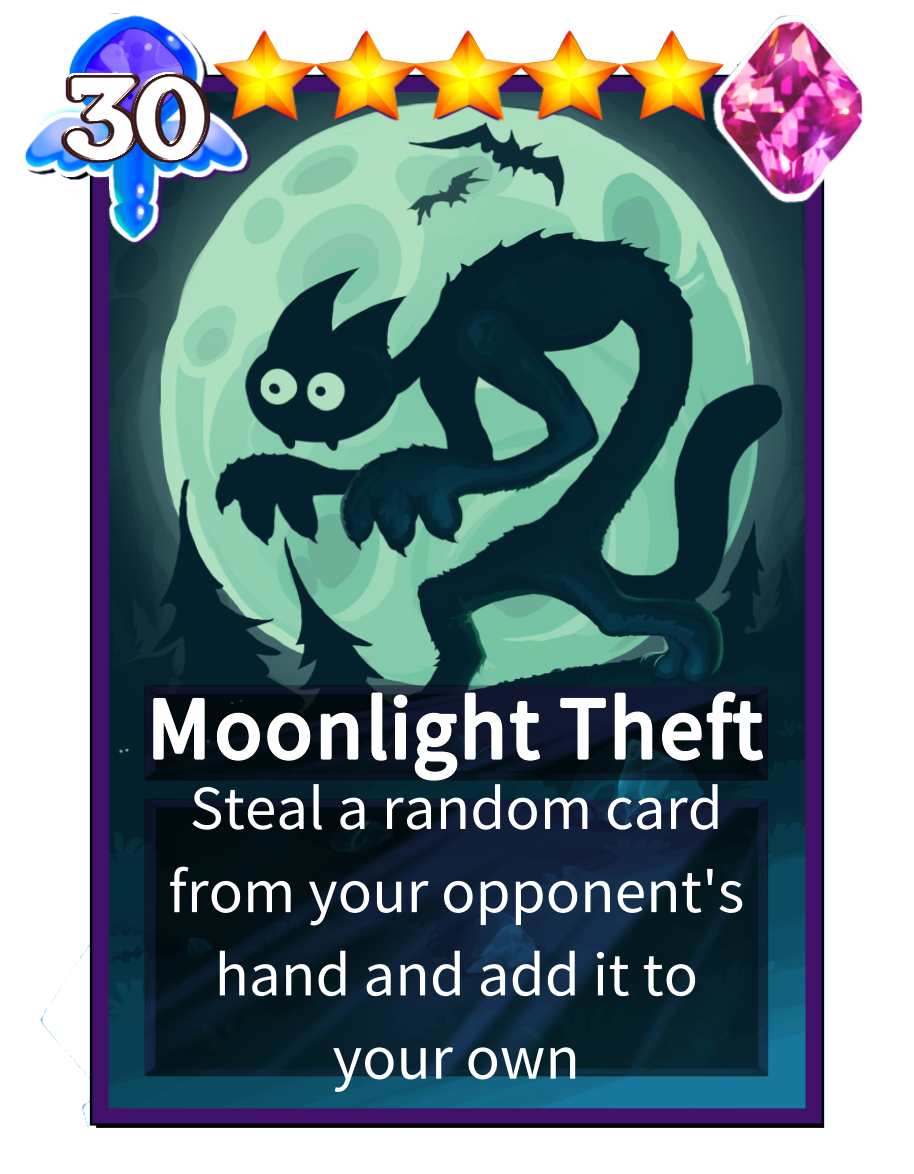 30
Moonlight Theft
Steal a random card
from your opponent's
hand and add it to
your own